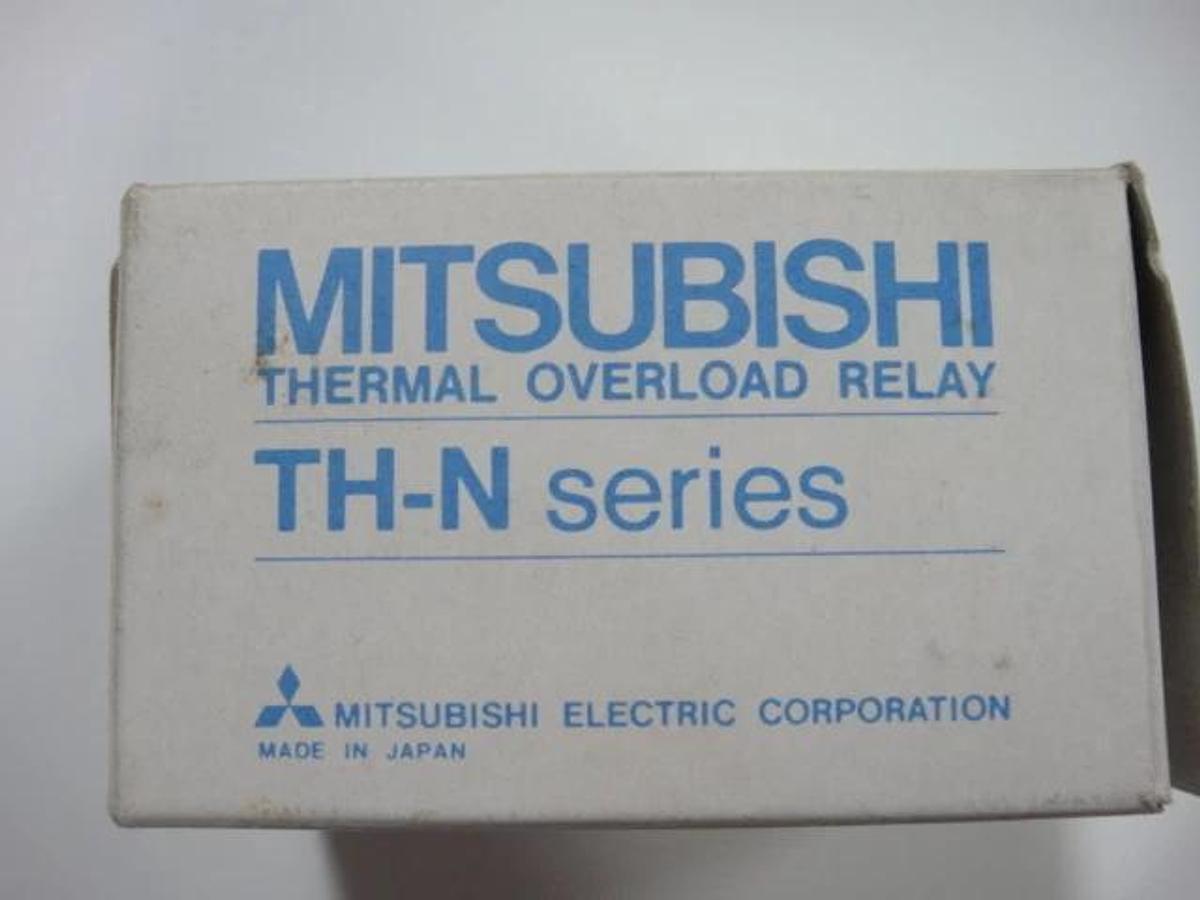 MITSUBISHI
THERMAL OVERLOAD RELAY
TH-N series
MITSUBISHI ELECTRIC CORPORATION
MADE IN JAPAN